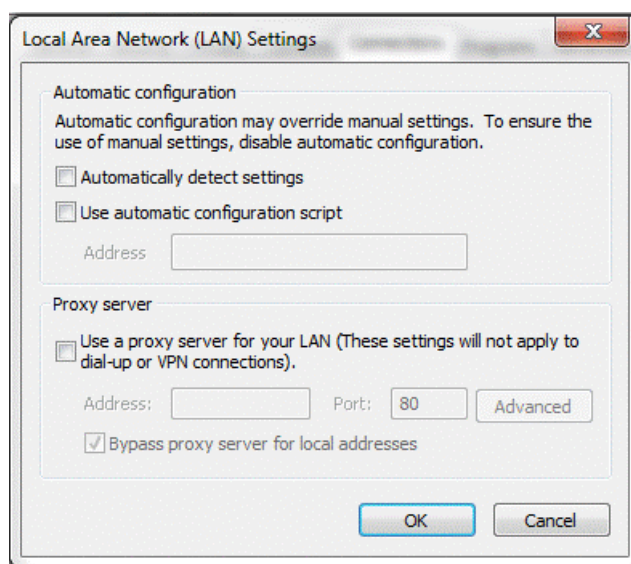 Local Area Network (LAN) Settings
Connections
Programs
Automatic configuration
Automatic configuration may override manual settings. To ensure the
use of manual settings, disable automatic configuration.
Automatically detect settings
Use automatic configuration script
Address
Proxy server
Use a proxy server for your LAN (These settings will not apply to
dial-up or VPN connections).
Address:
Port: 80 Advanced
Bypass proxy server for local addresses
OK Cancel